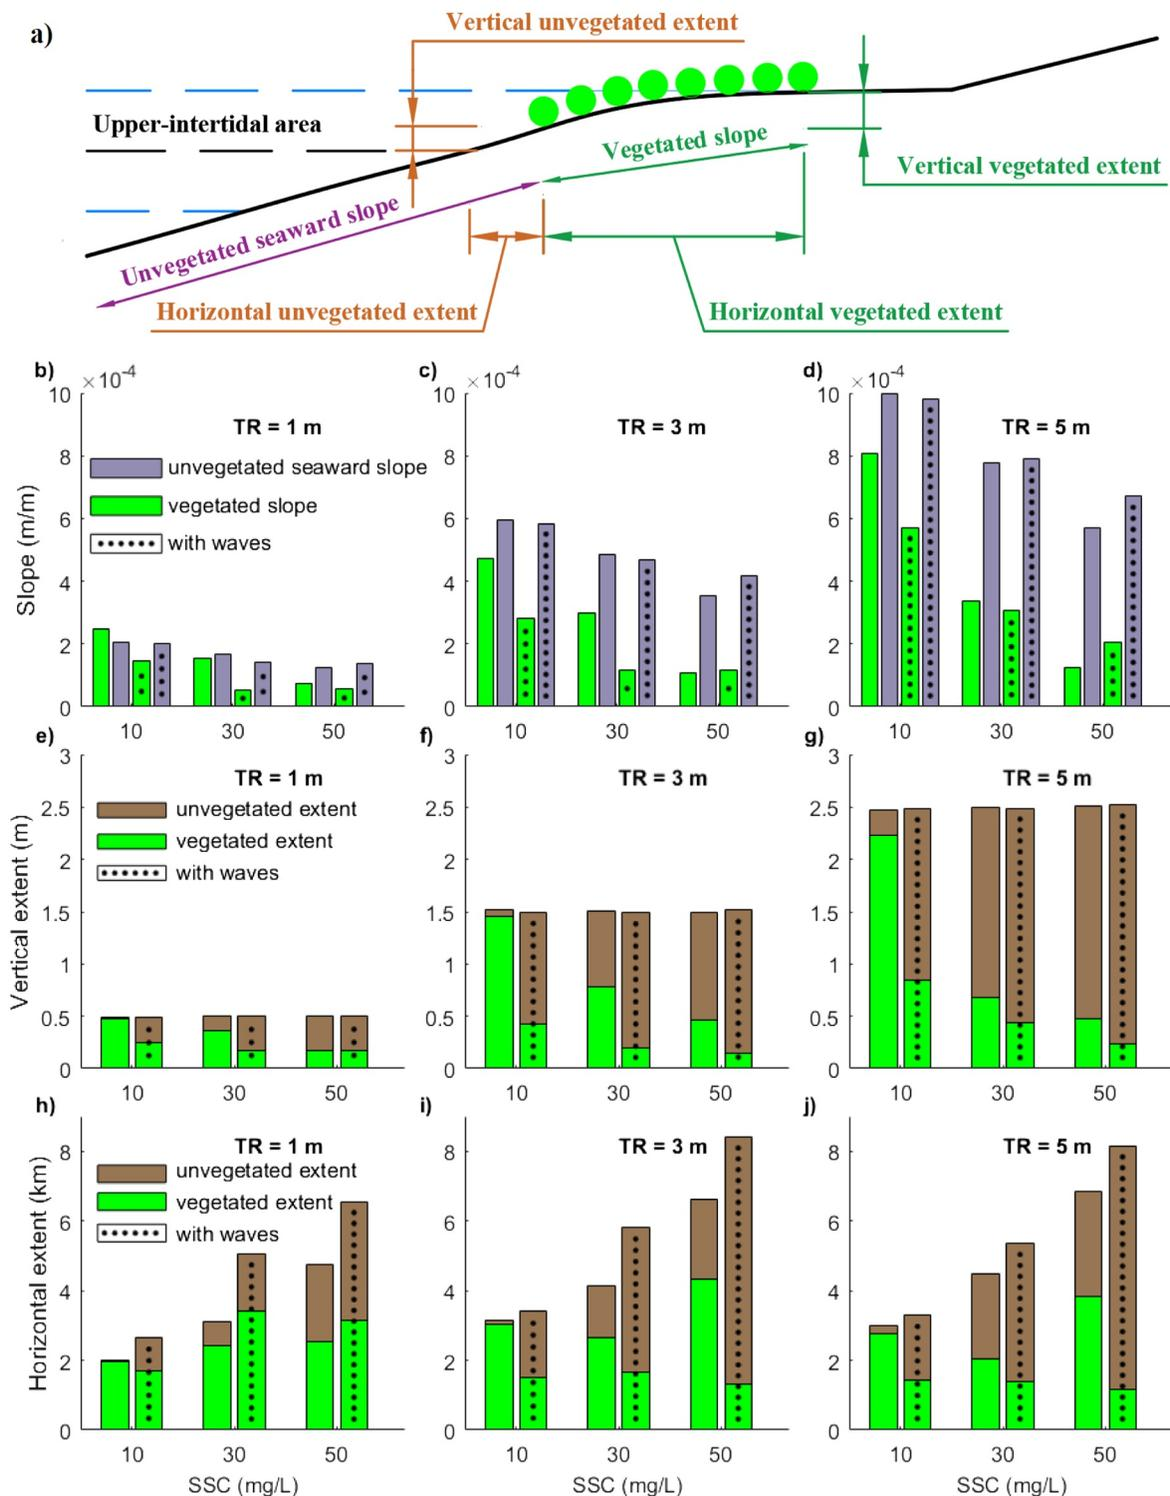 a)
Vertical unvegetated extent
Upper-intertidal area
Vegetated slope
Vertical vegetated extent
Unvegetated seaward slope
Horizontal unvegetated extent
Horizontal vegetated extent
b)
×10⁻⁴
c)
×10⁻⁴
d)
×10⁻⁴
Slope (m/m)
10
8
6
4
2
0
TR = 1 m
unvegetated seaward slope
vegetated slope
with waves
10 30 50
10
8
6
4
2
0
TR = 3 m
10 30 50
10
8
6
4
2
0
TR = 5 m
10 30 50
e)
Vertical extent (m)
3
2.5
2
1.5
1
0.5
0
TR = 1 m
unvegetated extent
vegetated extent
with waves
10 30 50
f)
3
2.5
2
1.5
1
0.5
0
TR = 3 m
10 30 50
g)
3
2.5
2
1.5
1
0.5
0
TR = 5 m
10 30 50
h)
Horizontal extent (km)
8
6
4
2
0
TR = 1 m
unvegetated extent
vegetated extent
with waves
10 30 50
SSC (mg/L)
i)
8
6
4
2
0
TR = 3 m
10 30 50
SSC (mg/L)
j)
8
6
4
2
0
TR = 5 m
10 30 50
SSC (mg/L)